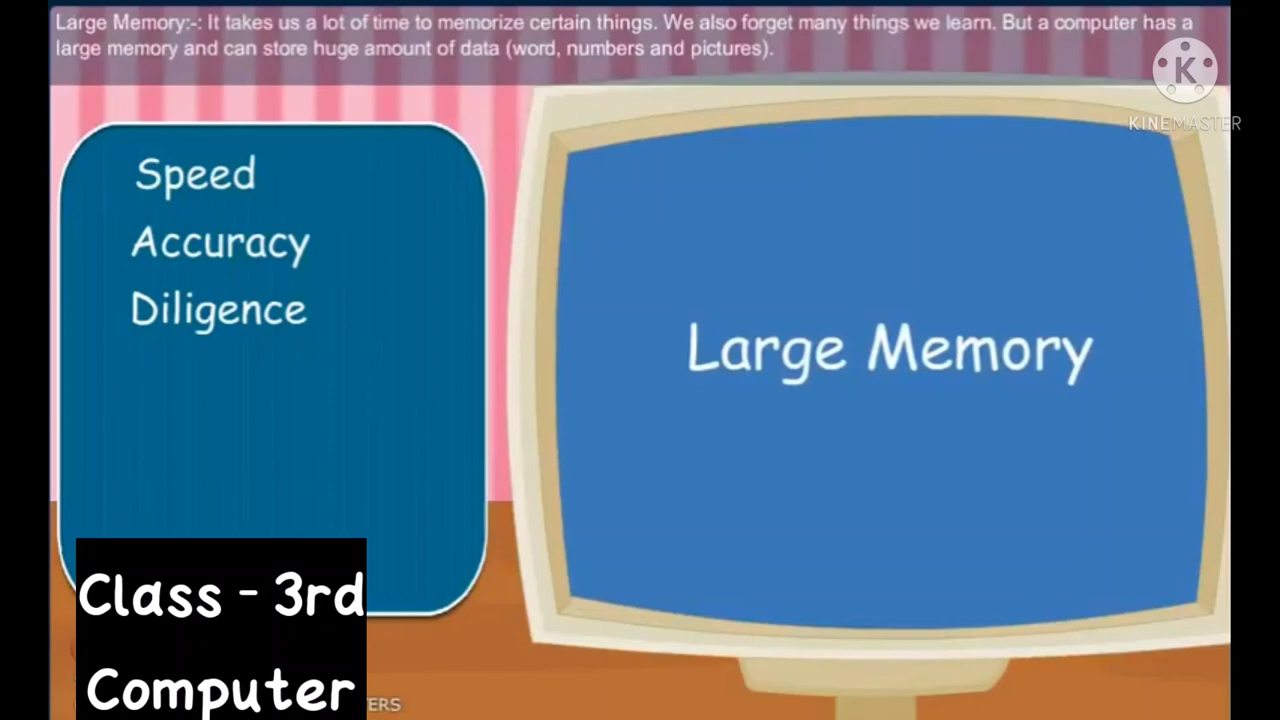 Large Memory:-: It takes us a lot of time to memorize certain things. We also forget many things we learn. But a computer has a
large memory and can store huge amount of data (word, numbers and pictures).
K
KINEMASTER
Speed
Accuracy
Diligence
Large Memory
Class - 3rd
Computer
ERS